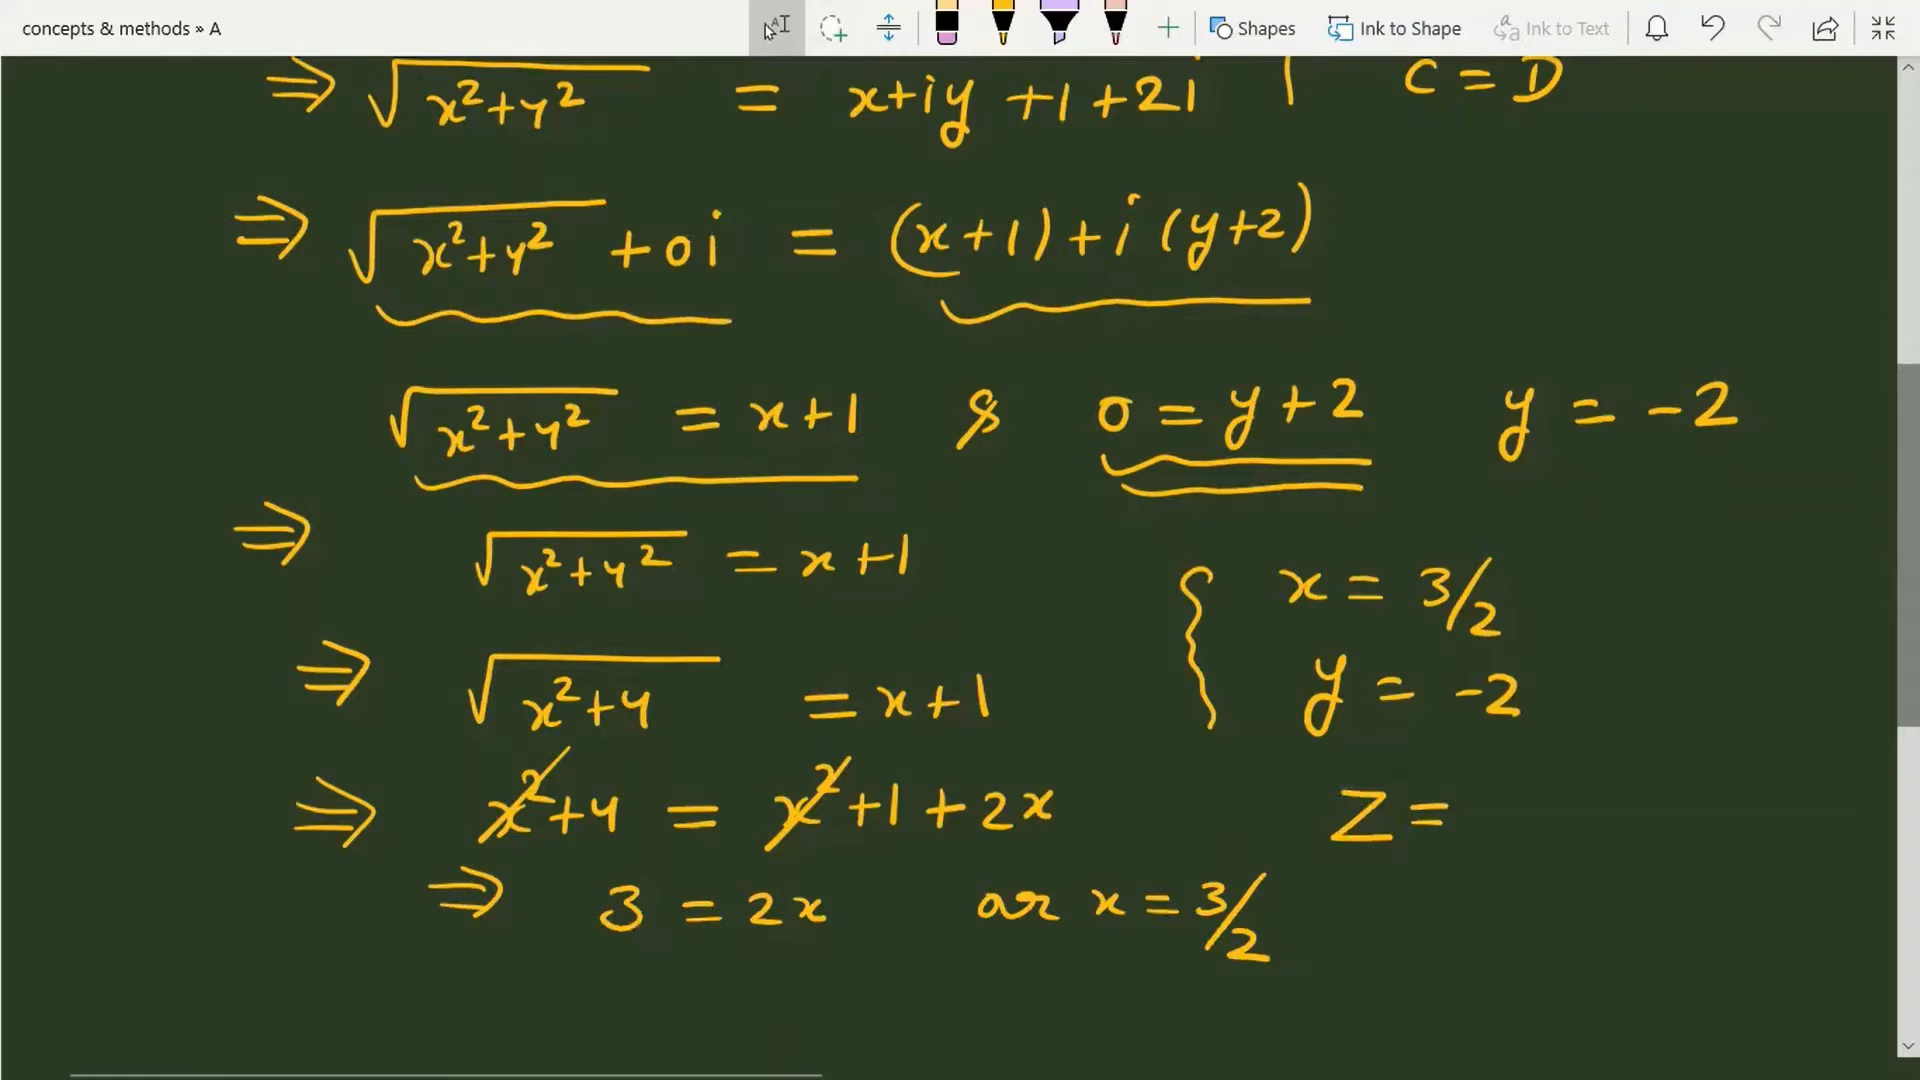 concepts & methods » A
Shapes
Ink to Shape
Ink to Text
⇒ √(x²+y²) = x+iy +1+2i | C = D
⇒ √(x²+y²) +0i = (x+1)+i(y+2)
√(x²+y²) = x+1 & 0 = y+2 y = -2
⇒ √(x²+y²) = x+1
⇒ √(x²+4) = x+1
⇒ x²+4 = x²+1+2x
⇒ 3 = 2x or x = 3/2
{ x = 3/2
y = -2
Z =